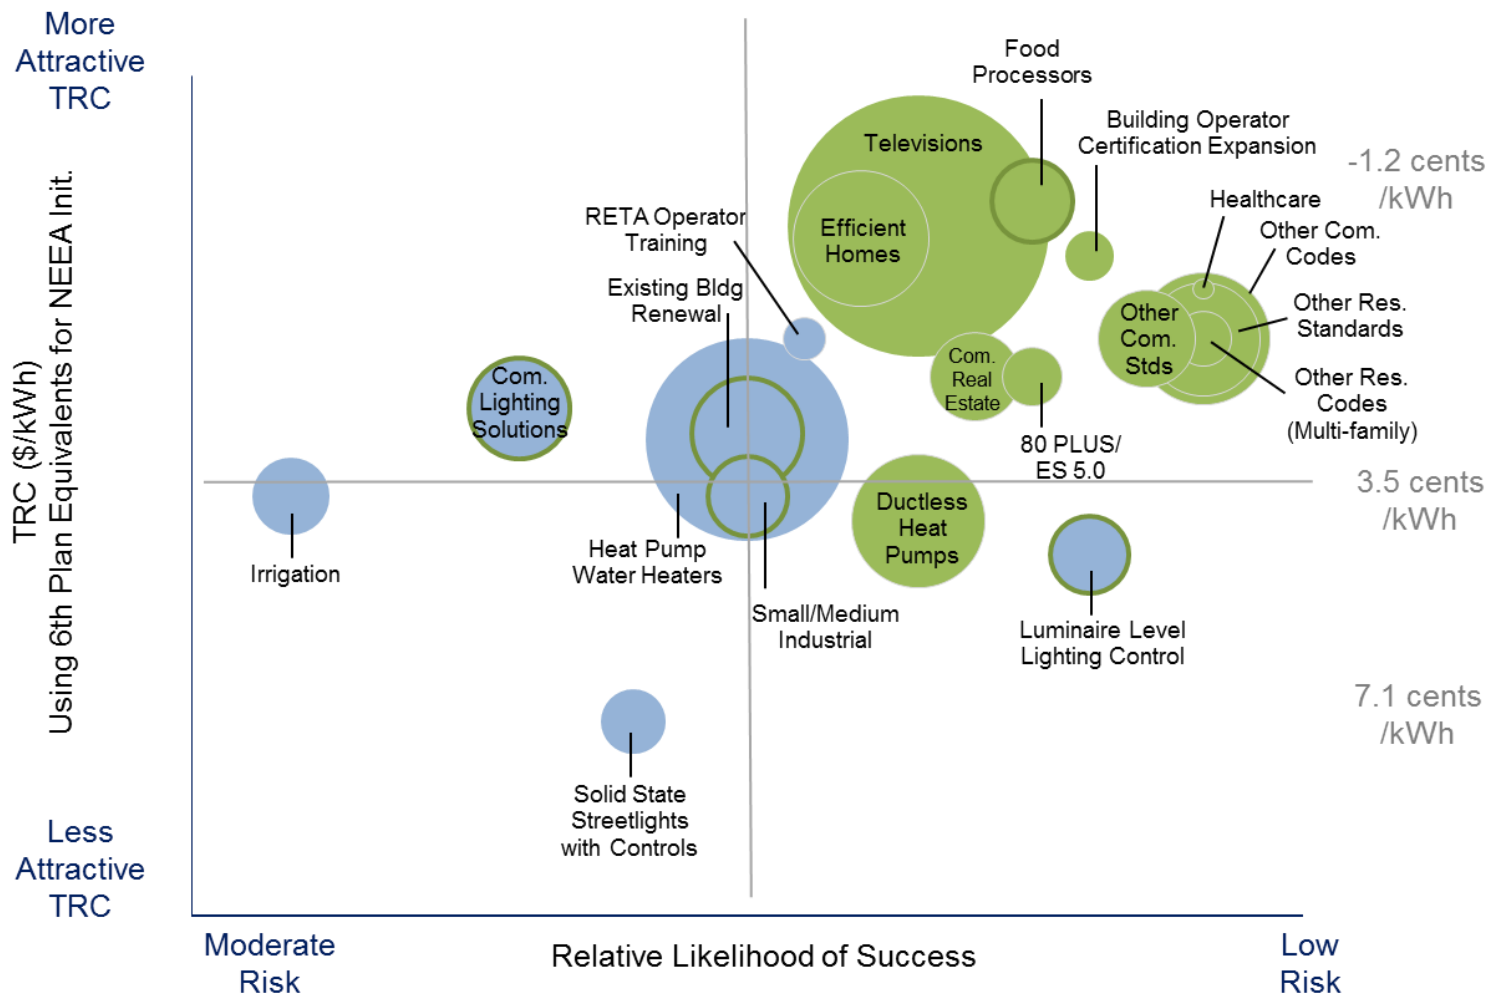 More
Attractive
TRC
TRC ($/kWh)
Using 6th Plan Equivalents for NEEA Init.
Less
Attractive
TRC
Food
Processors
Building Operator
Certification Expansion
Televisions
-1.2 cents
/kWh
Healthcare
RETA Operator
Training
Efficient
Homes
Other Com.
Codes
Existing Bldg
Renewal
Other
Com.
Stds
Other Res.
Standards
Com.
Lighting
Solutions
Com.
Real
Estate
Other Res.
Codes
(Multi-family)
80 PLUS/
ES 5.0
3.5 cents
/kWh
Ductless
Heat
Pumps
Irrigation
Heat Pump
Water Heaters
Small/Medium
Industrial
Luminaire Level
Lighting Control
7.1 cents
/kWh
Solid State
Streetlights
with Controls
Moderate
Risk
Relative Likelihood of Success
Low
Risk